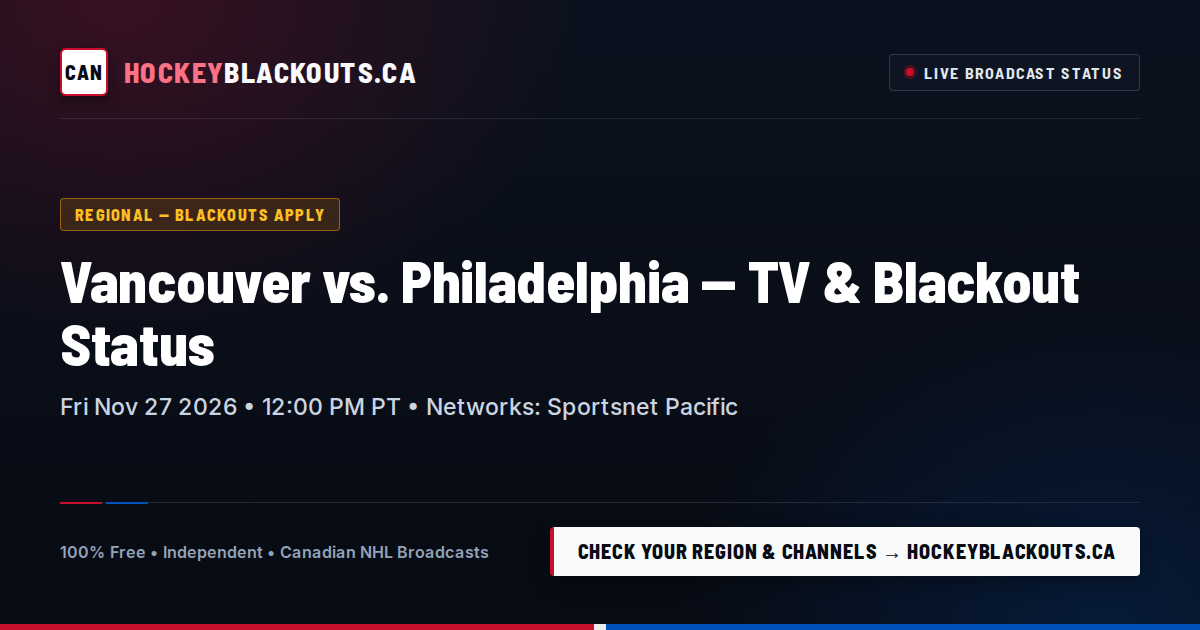 CAN
HOCKEYBLACKOUTS.CA
LIVE BROADCAST STATUS
REGIONAL — BLACKOUTS APPLY
Vancouver vs. Philadelphia — TV & Blackout
Status
Fri Nov 27 2026 • 12:00 PM PT • Networks: Sportsnet Pacific
100% Free • Independent • Canadian NHL Broadcasts
CHECK YOUR REGION & CHANNELS → HOCKEYBLACKOUTS.CA